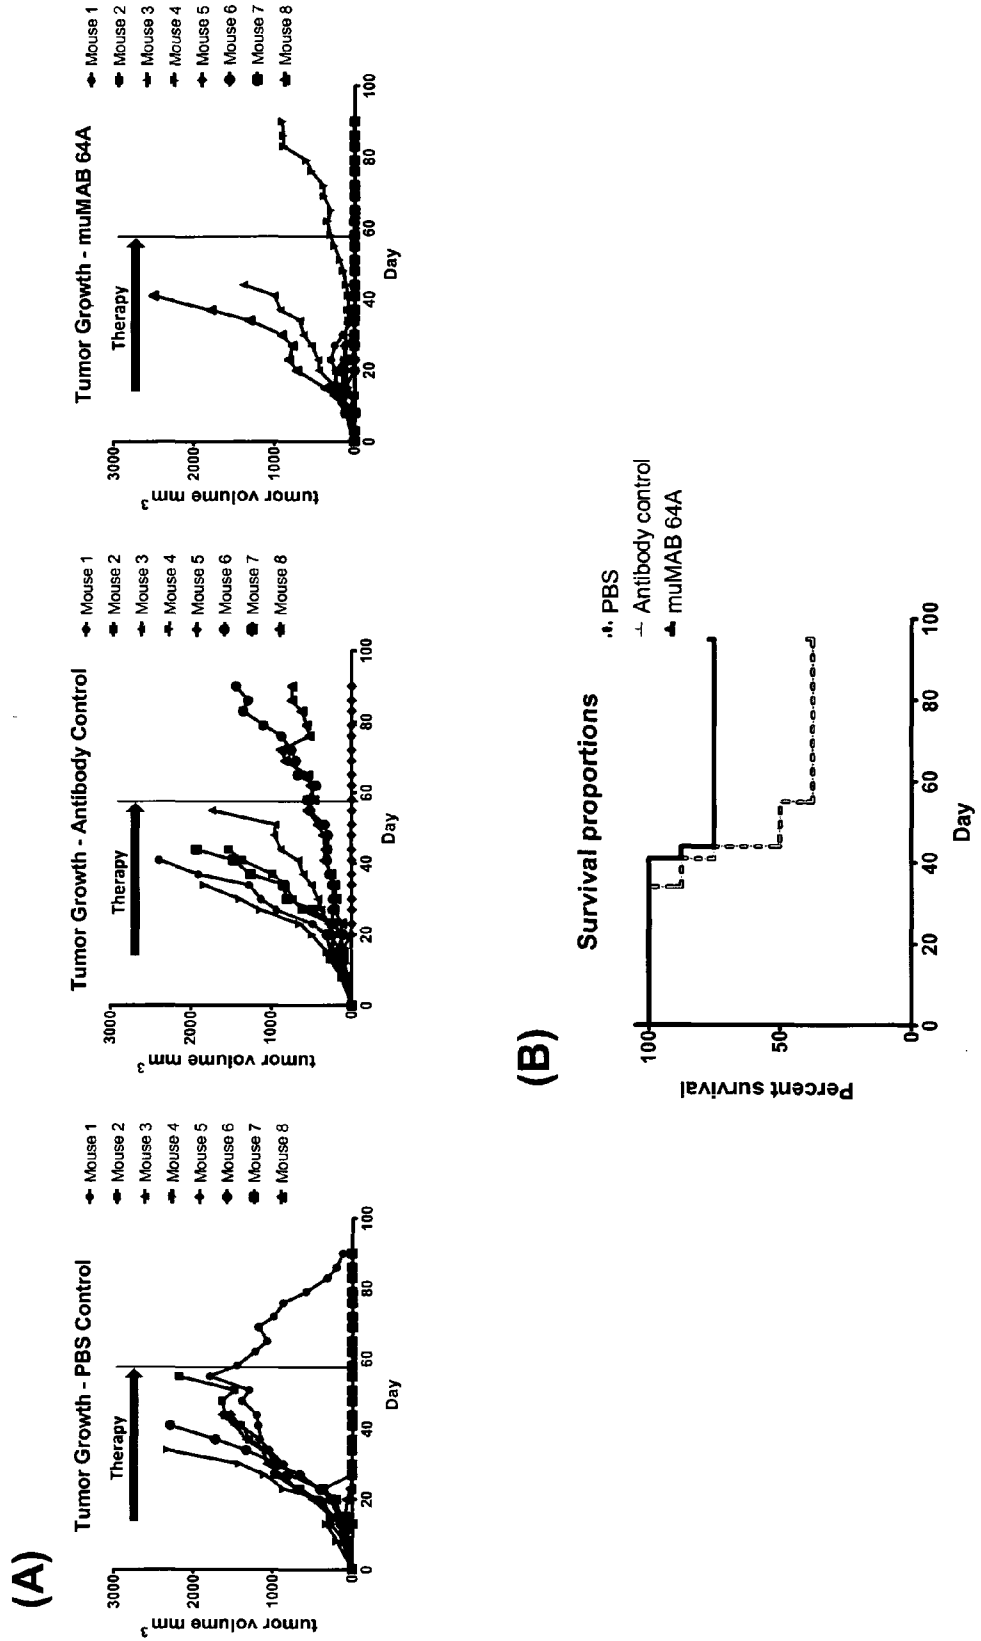 (A)
Tumor Growth - PBS Control
Therapy
tumor volume mm3
3000
2000
1000
0
0 20 40 60 80 100
Day
Mouse 1
Mouse 2
Mouse 3
Mouse 4
Mouse 5
Mouse 6
Mouse 7
Mouse 8
Tumor Growth - Antibody Control
Therapy
tumor volume mm3
3000
2000
1000
0
0 20 40 60 80 100
Day
Mouse 1
Mouse 2
Mouse 3
Mouse 4
Mouse 5
Mouse 6
Mouse 7
Mouse 8
Tumor Growth - muMAB 64A
Therapy
tumor volume mm3
3000
2000
1000
0
0 20 40 60 80 100
Day
Mouse 1
Mouse 2
Mouse 3
Mouse 4
Mouse 5
Mouse 6
Mouse 7
Mouse 8
(B)
Survival proportions
Percent survival
100
50
0
0 20 40 60 80 100
Day
PBS
Antibody control
muMAB 64A